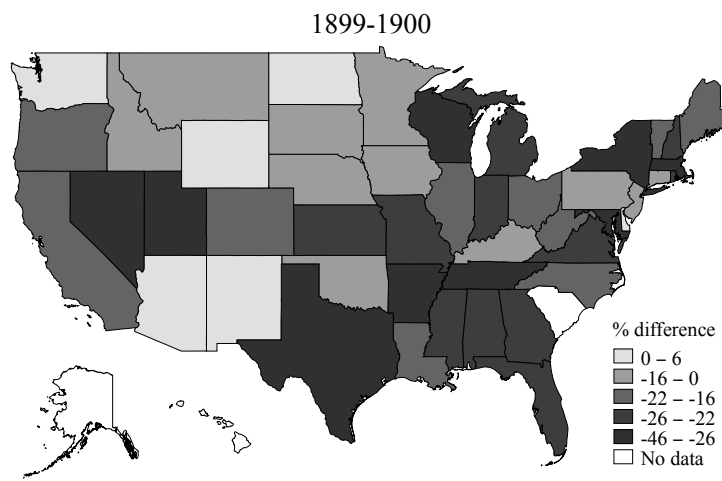 1899-1900
% difference
0 – 6
-16 – 0
-22 – -16
-26 – -22
-46 – -26
No data